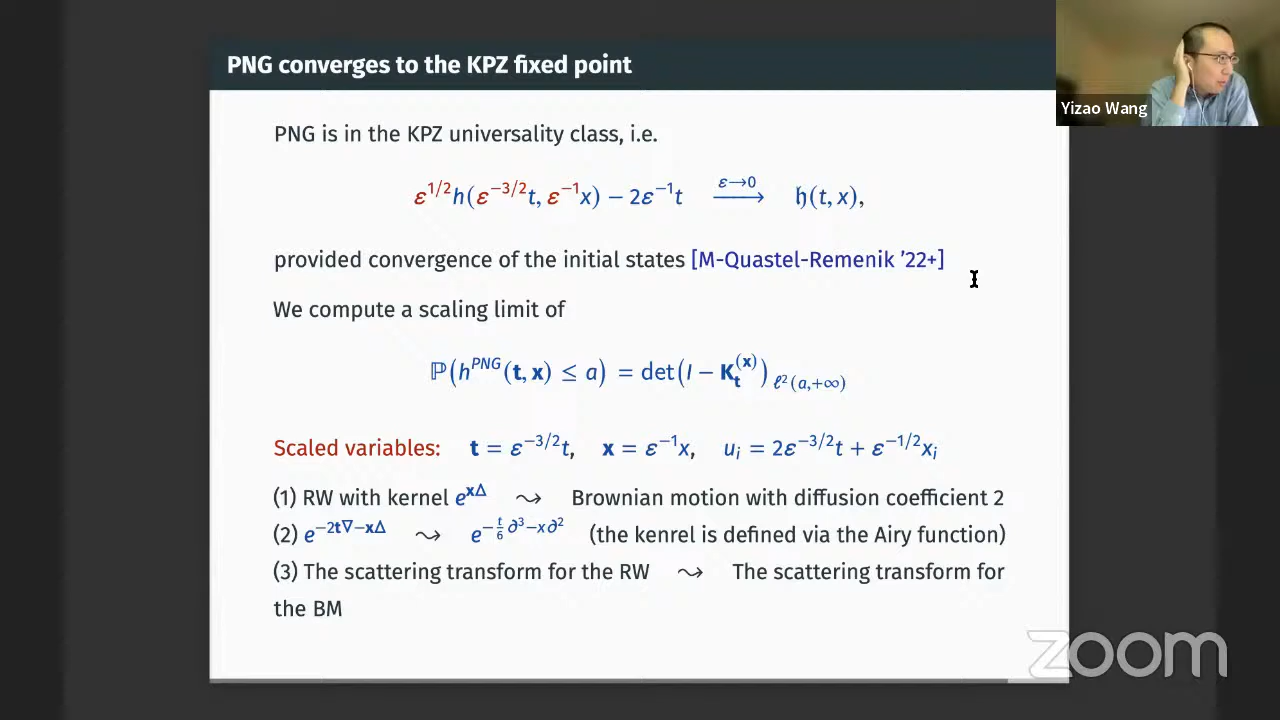 PNG converges to the KPZ fixed point
Yizao Wang
PNG is in the KPZ universality class, i.e.
ε^{1/2}h(ε^{−3/2}t, ε^{−1}x) − 2ε^{−1}t \xrightarrow{ε→0} 𝔥(t, x),
provided convergence of the initial states [M-Quastel-Remenik ’22+]
We compute a scaling limit of
ℙ(h^{PNG}(t, x) ≤ a) = det(I − K_t^{(x)})_{ℓ²(a,+∞)}
Scaled variables: t = ε^{−3/2}t, x = ε^{−1}x, u_i = 2ε^{−3/2}t + ε^{−1/2}x_i
(1) RW with kernel e^{xΔ} ⇝ Brownian motion with diffusion coefficient 2
(2) e^{−2t∇−xΔ} ⇝ e^{−\frac{t}{6}∂³−x∂²} (the kenrel is defined via the Airy function)
(3) The scattering transform for the RW ⇝ The scattering transform for
the BM
zoom